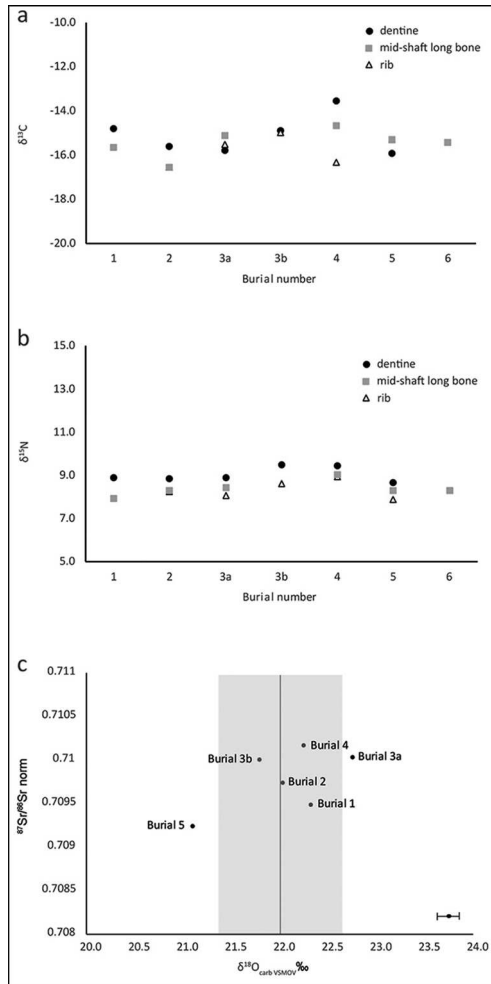 a
-10.0
● dentine
■ mid-shaft long bone
△ rib
-12.0
-14.0
δ¹³C
-16.0
-18.0
-20.0
1 2 3a 3b 4 5 6
Burial number
b
15.0
● dentine
■ mid-shaft long bone
△ rib
13.0
11.0
δ¹⁵N
9.0
7.0
5.0
1 2 3a 3b 4 5 6
Burial number
c
0.711
0.7105
Burial 4
Burial 3b
Burial 3a
0.71
Burial 2
⁸⁷Sr/⁸⁶Sr norm
0.7095
Burial 1
Burial 5
0.709
0.7085
0.708
20.0 20.5 21.0 21.5 22.0 22.5 23.0 23.5 24.0
δ¹⁸O carb VSMOV‰